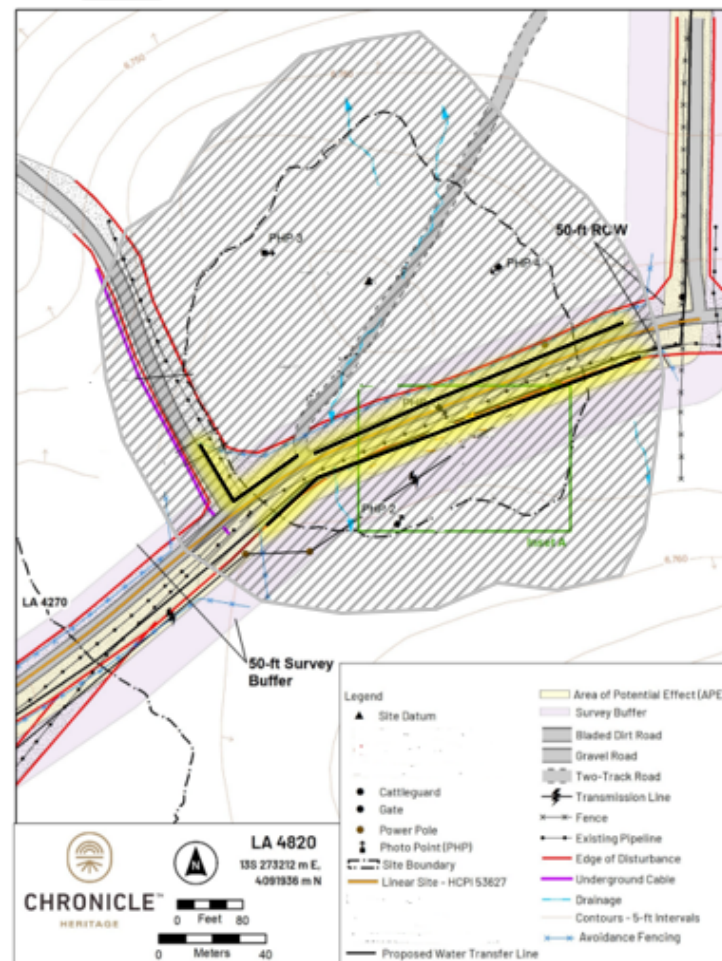 6,750
6,750
PHP 3
PHP 4
50-ft ROW
PHP 2
Inset A
6,760
LA 4270
50-ft Survey
Buffer
Legend
Site Datum
Cattleguard
Gate
Power Pole
Photo Point (PHP)
Site Boundary
Linear Site - HCPI 53627
Proposed Water Transfer Line
Area of Potential Effect (APE
Survey Buffer
Bladed Dirt Road
Gravel Road
Two-Track Road
Transmission Line
Fence
Existing Pipeline
Edge of Disturbance
Underground Cable
Drainage
Contours - 5-ft Intervals
Avoidance Fencing
CHRONICLE™
HERITAGE
N
LA 4820
13S 273212 m E,
4091936 m N
0 Feet 80
0 Meters 40